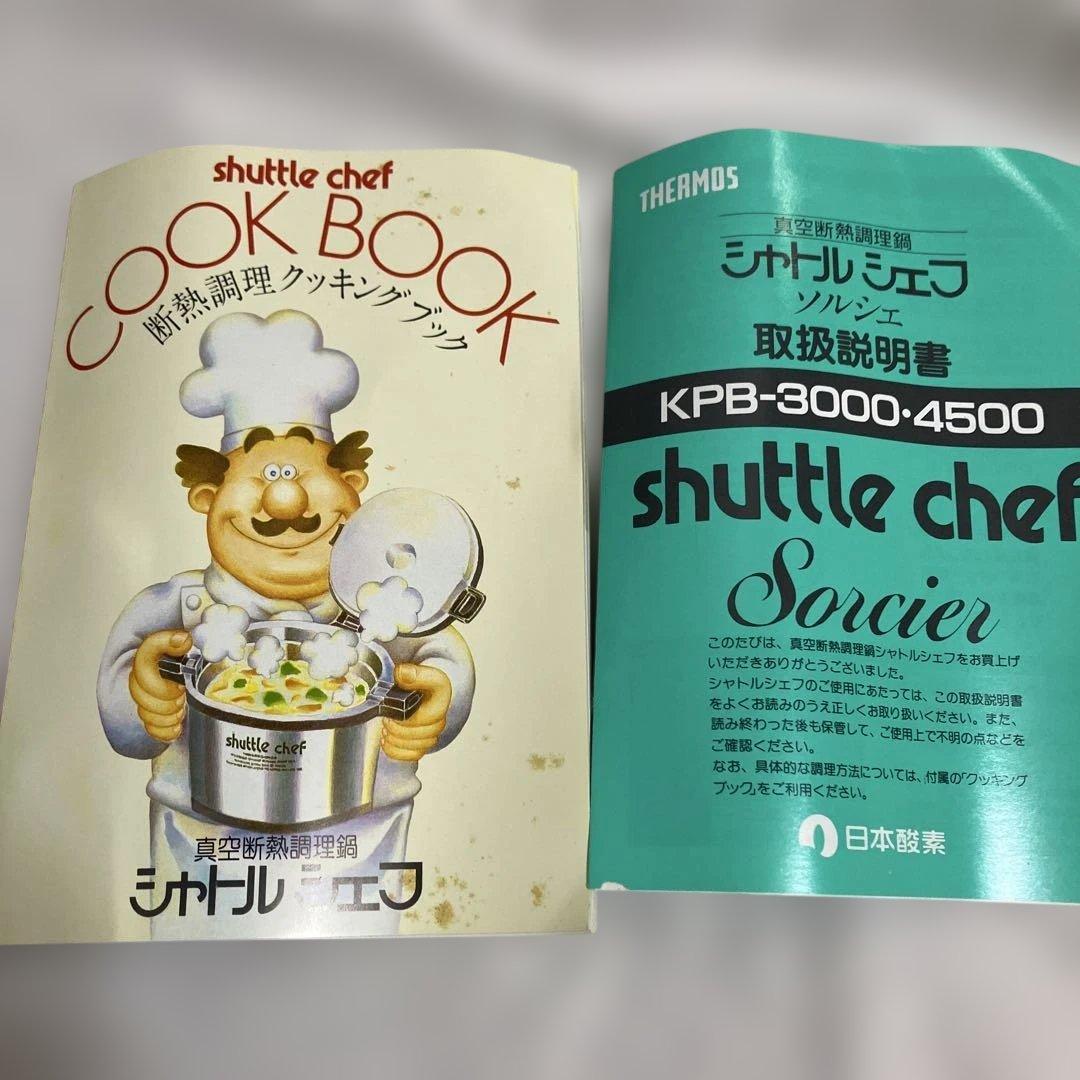 shuttle chef
COOK BOOK
断熱調理クッキングブック
shuttle chef
真空断熱調理鍋
シャトルシェフ
THERMOS
真空断熱調理鍋
シャトルシェフ
ソルシェ
取扱説明書
KPB-3000・4500
shuttle chef
Sorcier
このたびは、真空断熱調理鍋シャトルシェフをお買上げ
いただきありがとうございました。
シャトルシェフのご使用にあたっては、この取扱説明書
をよくお読みのうえ正しくお取り扱いください。また、
読み終わった後も保管して、ご使用上で不明の点などを
ご確認ください。
なお、具体的な調理方法については、付属の「クッキング
ブック」をご利用ください。
日本酸素